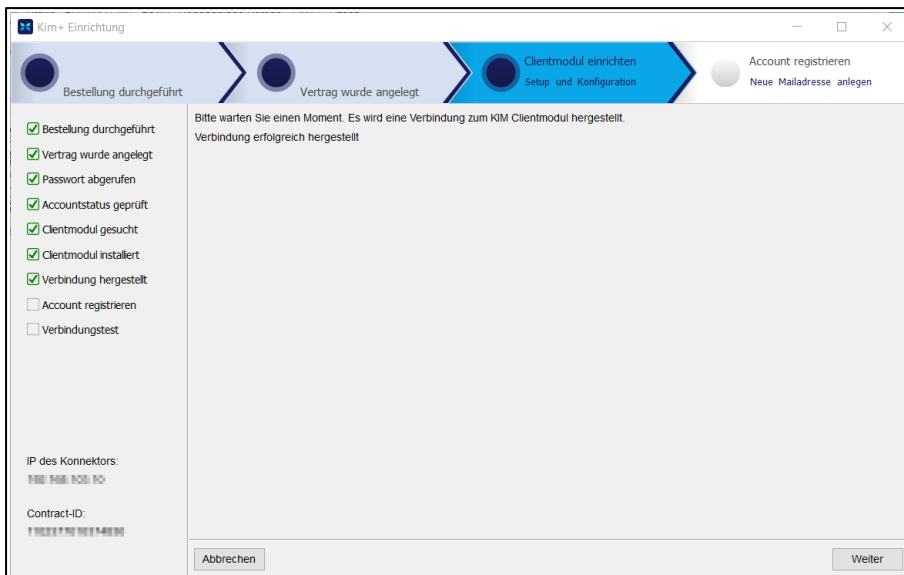 Kim+ Einrichtung
Bestellung durchgeführt
Vertrag wurde angelegt
Clientmodul einrichten
Setup und Konfiguration
Account registrieren
Neue Mailadresse anlegen
Bestellung durchgeführt
Vertrag wurde angelegt
Passwort abgerufen
Accountstatus geprüft
Clientmodul gesucht
Clientmodul installiert
Verbindung hergestellt
Account registrieren
Verbindungstest
IP des Konnektors:
Contract-ID:
Bitte warten Sie einen Moment. Es wird eine Verbindung zum KIM Clientmodul hergestellt.
Verbindung erfolgreich hergestellt
Abbrechen
Weiter